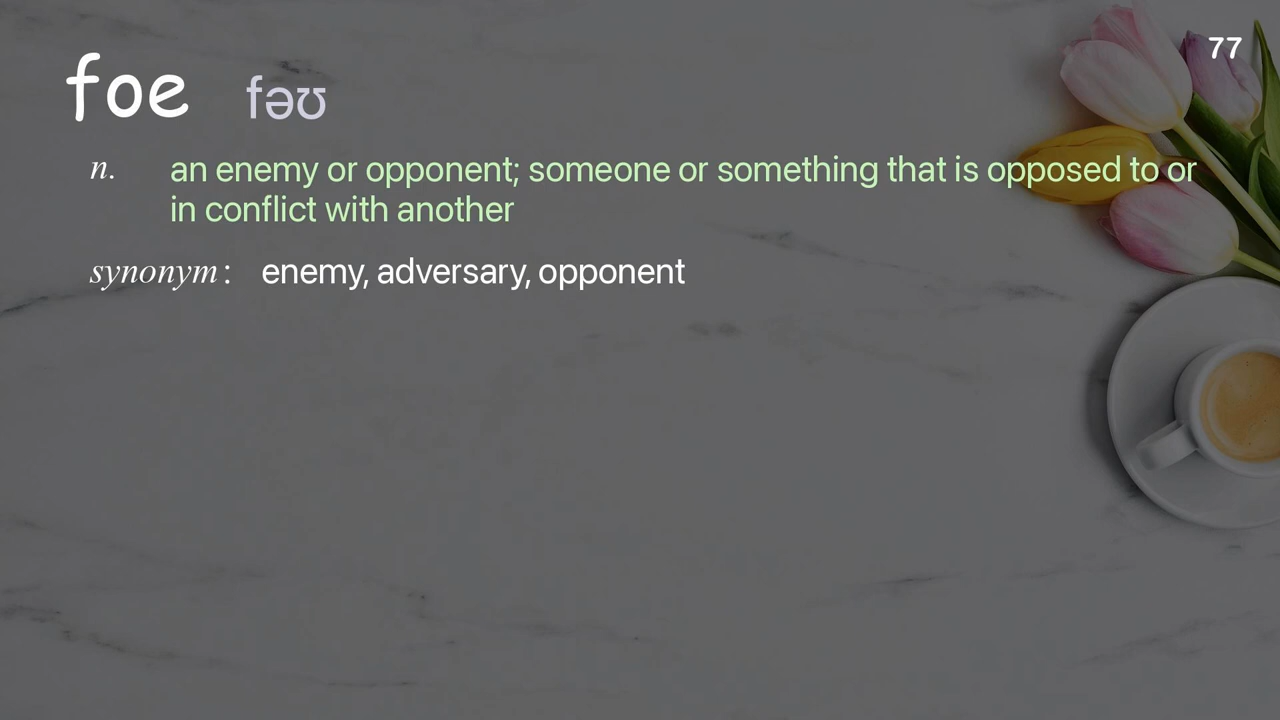 77
foe fəʊ
n. an enemy or opponent; someone or something that is opposed to or
in conflict with another
synonym: enemy, adversary, opponent